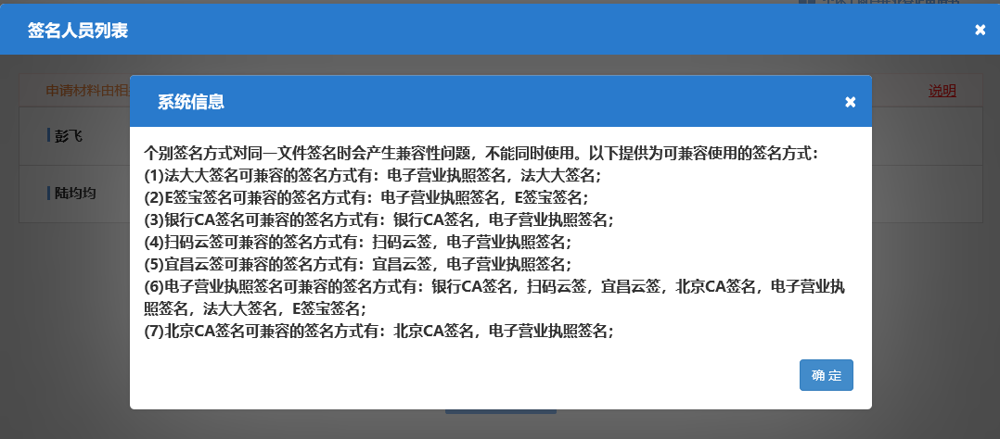 签名人员列表
申请材料由相
说明
彭飞
陆均均
系统信息
个别签名方式对同一文件签名时会产生兼容性问题，不能同时使用。以下提供为可兼容使用的签名方式：
(1)法大大签名可兼容的签名方式有：电子营业执照签名，法大大签名；
(2)E签宝签名可兼容的签名方式有：电子营业执照签名，E签宝签名；
(3)银行CA签名可兼容的签名方式有：银行CA签名，电子营业执照签名；
(4)扫码云签可兼容的签名方式有：扫码云签，电子营业执照签名；
(5)宜昌云签可兼容的签名方式有：宜昌云签，电子营业执照签名；
(6)电子营业执照签名可兼容的签名方式有：银行CA签名，扫码云签，宜昌云签，北京CA签名，电子营业执
照签名，法大大签名，E签宝签名；
(7)北京CA签名可兼容的签名方式有：北京CA签名，电子营业执照签名；
确 定